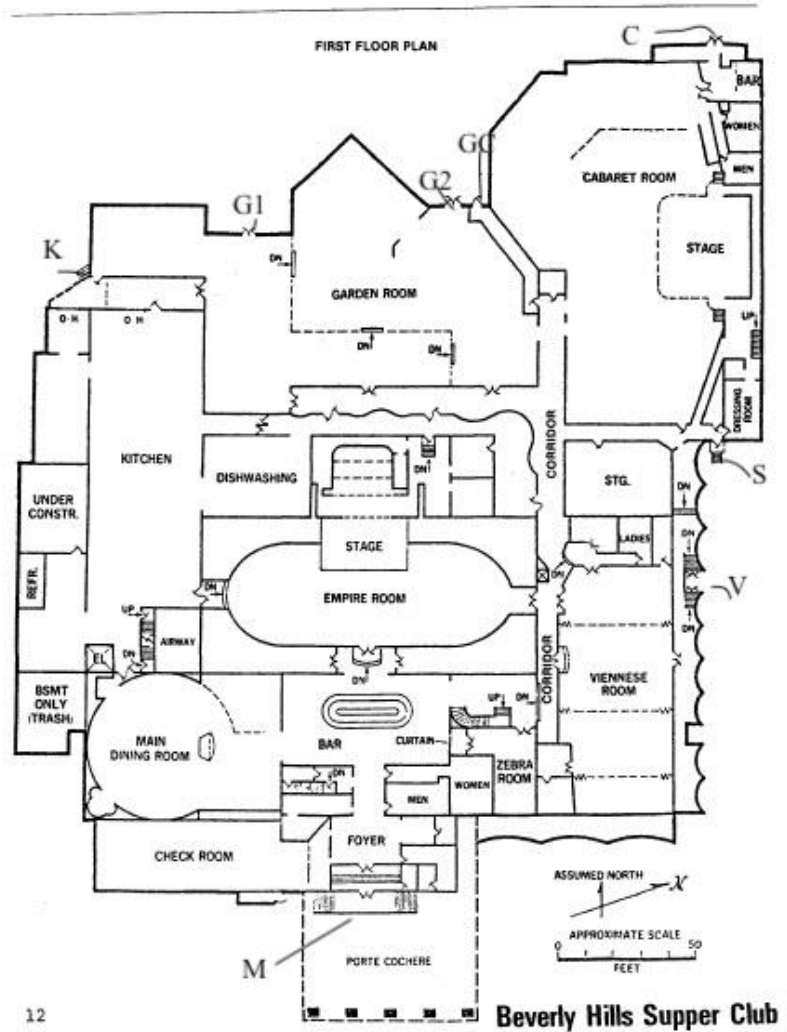 C
FIRST FLOOR PLAN
BAR
WOMEN
MEN
GC
G2
G1
CABARET ROOM
STAGE
K
DN
GARDEN ROOM
DN
DN
UP
O·H
O·H
DRESSING ROOM
CORRIDOR
KITCHEN
DISHWASHING
DN
STG.
S
UNDER
CONSTR.
DN
STAGE
LADIES
DN
REFR.
DN
EMPIRE ROOM
DN
V
UP
DN
AIRWAY
EL
DN
DN
CORRIDOR
VIENNESE
ROOM
BSMT
ONLY
(TRASH)
UP
DN
MAIN
DINING ROOM
BAR
CURTAIN
DN
ZEBRA
ROOM
WOMEN
MEN
FOYER
CHECK ROOM
ASSUMED NORTH
N
APPROXIMATE SCALE
0 50
FEET
M
PORTE COCHERE
12
Beverly Hills Supper Club